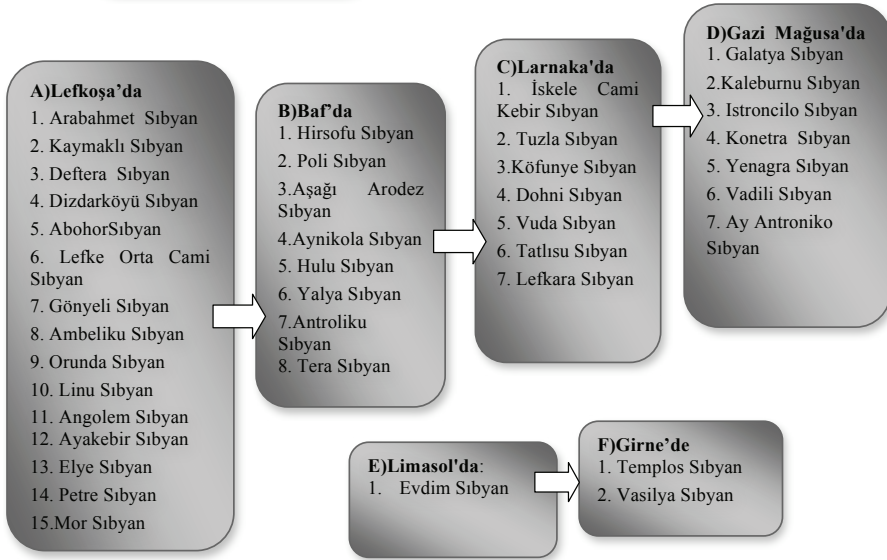 A)Lefkoşa’da
1. Arabahmet Sıbyan
2. Kaymaklı Sıbyan
3. Deftera Sıbyan
4. Dizdarköyü Sıbyan
5. AbohorSıbyan
6. Lefke Orta Cami
Sıbyan
7. Gönyeli Sıbyan
8. Ambeliku Sıbyan
9. Orunda Sıbyan
10. Linu Sıbyan
11. Angolem Sıbyan
12. Ayakebir Sıbyan
13. Elye Sıbyan
14. Petre Sıbyan
15.Mor Sıbyan
B)Baf’da
1. Hirsofu Sıbyan
2. Poli Sıbyan
3.Aşağı Arodez
Sıbyan
4.Aynikola Sıbyan
5. Hulu Sıbyan
6. Yalya Sıbyan
7.Antroliku
Sıbyan
8. Tera Sıbyan
C)Larnaka'da
1. İskele Cami
Kebir Sıbyan
2. Tuzla Sıbyan
3.Köfunye Sıbyan
4. Dohni Sıbyan
5. Vuda Sıbyan
6. Tatlısu Sıbyan
7. Lefkara Sıbyan
D)Gazi Mağusa'da
1. Galatya Sıbyan
2.Kaleburnu Sıbyan
3. Istroncilo Sıbyan
4. Konetra Sıbyan
5. Yenagra Sıbyan
6. Vadili Sıbyan
7. Ay Antroniko
Sıbyan
E)Limasol'da:
1. Evdim Sıbyan
F)Girne’de
1. Templos Sıbyan
2. Vasilya Sıbyan